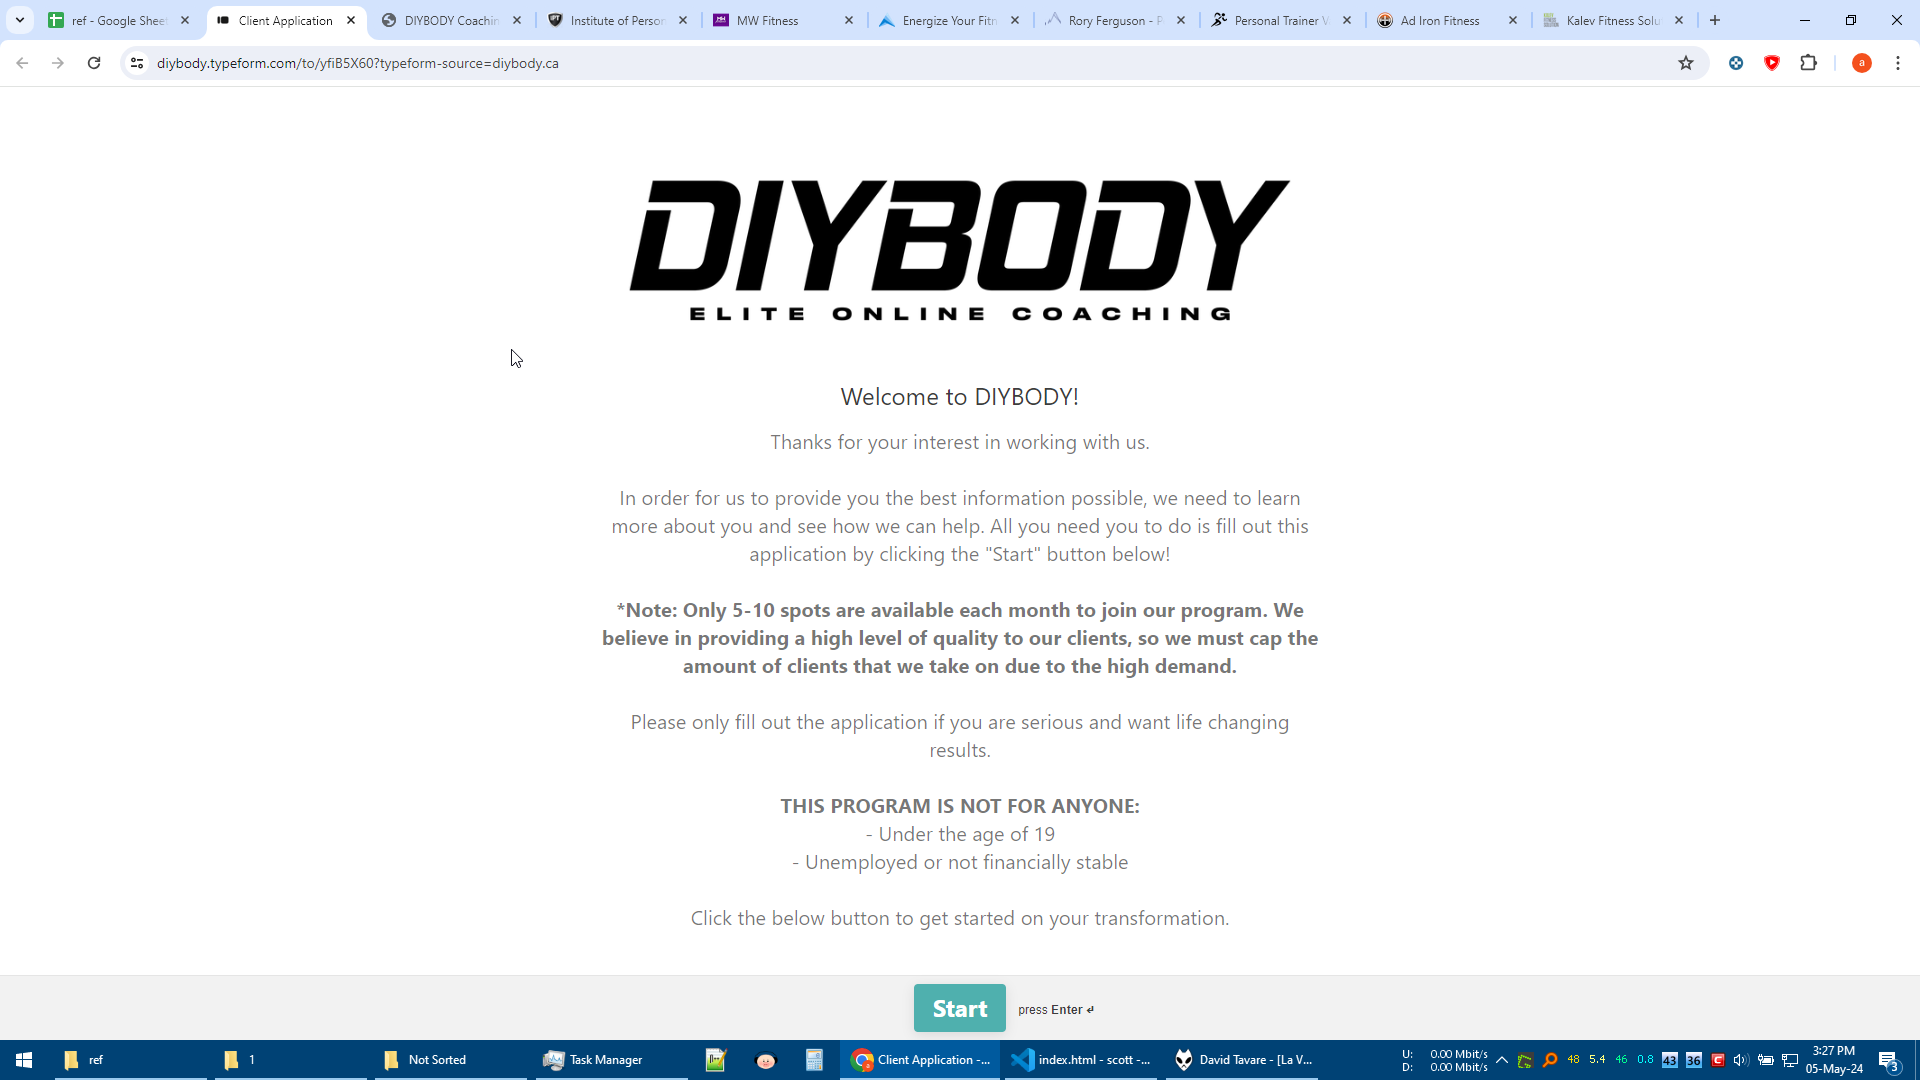 ref - Google Sheet
Client Application
DIYBODY Coachin
Institute of Person
MW Fitness
Energize Your Fitn
Rory Ferguson - P
Personal Trainer V
Ad Iron Fitness
Kalev Fitness Solu
diybody.typeform.com/to/yfiB5X60?typeform-source=diybody.ca
a
DIYBODY
ELITE ONLINE COACHING
Welcome to DIYBODY!
Thanks for your interest in working with us.
In order for us to provide you the best information possible, we need to learn
more about you and see how we can help. All you need you to do is fill out this
application by clicking the "Start" button below!
*Note: Only 5-10 spots are available each month to join our program. We
believe in providing a high level of quality to our clients, so we must cap the
amount of clients that we take on due to the high demand.
Please only fill out the application if you are serious and want life changing
results.
THIS PROGRAM IS NOT FOR ANYONE:
- Under the age of 19
- Unemployed or not financially stable
Click the below button to get started on your transformation.
Start press Enter ↵
ref
1
Not Sorted
Task Manager
Client Application -...
index.html - scott -...
David Tavare - [La V...
U: 0.00 Mbit/s
D: 0.00 Mbit/s
48 5.4 46 0.8 43 36
3:27 PM
05-May-24
3